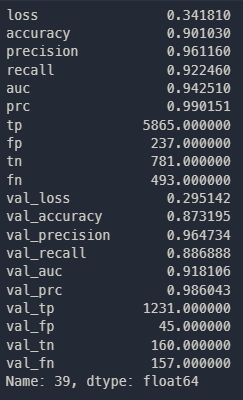 loss 0.341810
accuracy 0.901030
precision 0.961160
recall 0.922460
auc 0.942510
prc 0.990151
tp 5865.000000
fp 237.000000
tn 781.000000
fn 493.000000
val_loss 0.295142
val_accuracy 0.873195
val_precision 0.964734
val_recall 0.886888
val_auc 0.918106
val_prc 0.986043
val_tp 1231.000000
val_fp 45.000000
val_tn 160.000000
val_fn 157.000000
Name: 39, dtype: float64